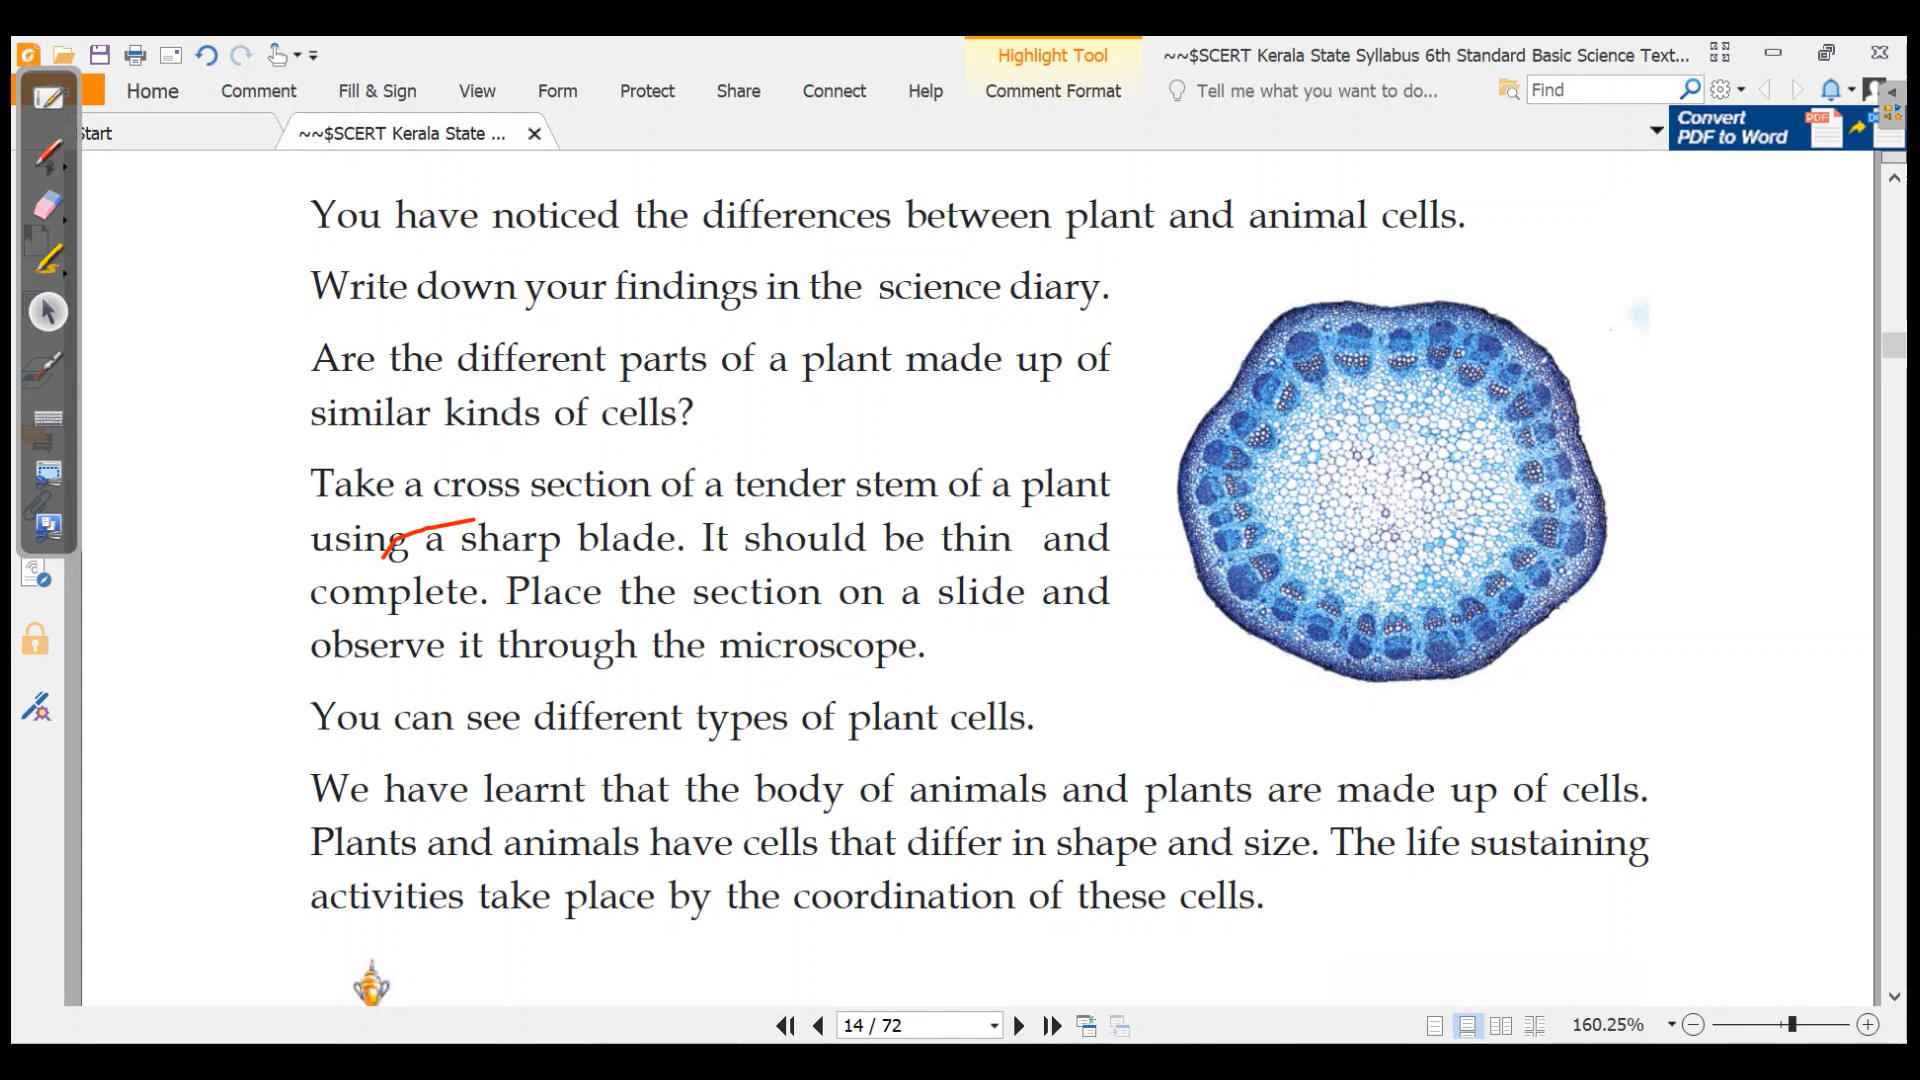 Highlight Tool
~~$SCERT Kerala State Syllabus 6th Standard Basic Science Text...
Home Comment Fill & Sign View Form Protect Share Connect Help Comment Format Tell me what you want to do... Find
Start
~~$SCERT Kerala State ...
Convert
PDF to Word
PDF
You have noticed the differences between plant and animal cells.
Write down your findings in the science diary.
Are the different parts of a plant made up of
similar kinds of cells?
Take a cross section of a tender stem of a plant
using a sharp blade. It should be thin and
complete. Place the section on a slide and
observe it through the microscope.
You can see different types of plant cells.
We have learnt that the body of animals and plants are made up of cells.
Plants and animals have cells that differ in shape and size. The life sustaining
activities take place by the coordination of these cells.
14 / 72
160.25%